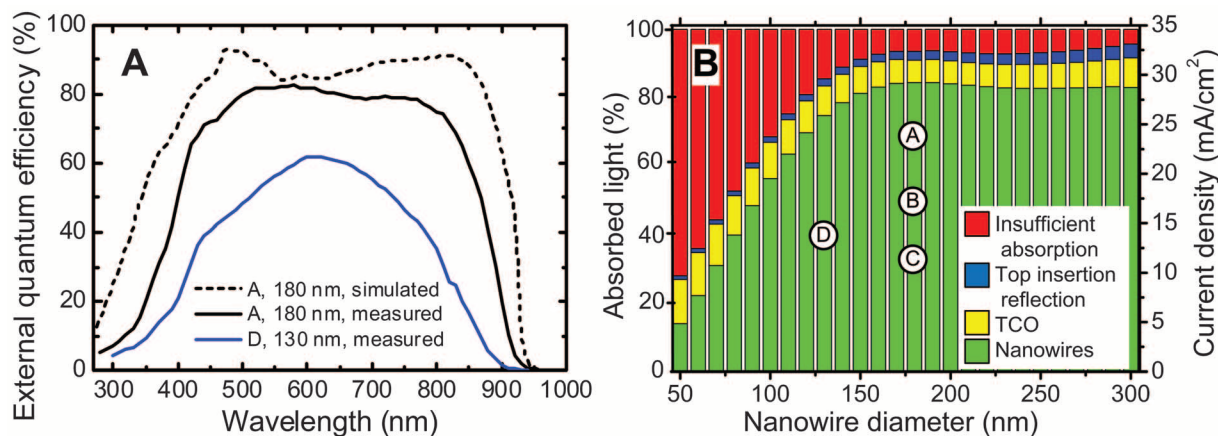 A
External quantum efficiency (%)
100
80
60
40
20
0
A, 180 nm, simulated
A, 180 nm, measured
D, 130 nm, measured
300 400 500 600 700 800 900 1000
Wavelength (nm)
B
Absorbed light (%)
100
80
60
40
20
0
A
B
C
D
Insufficient
absorption
Top insertion
reflection
TCO
Nanowires
35
30
25
20
15
10
5
0
Current density (mA/cm²)
50 100 150 200 250 300
Nanowire diameter (nm)